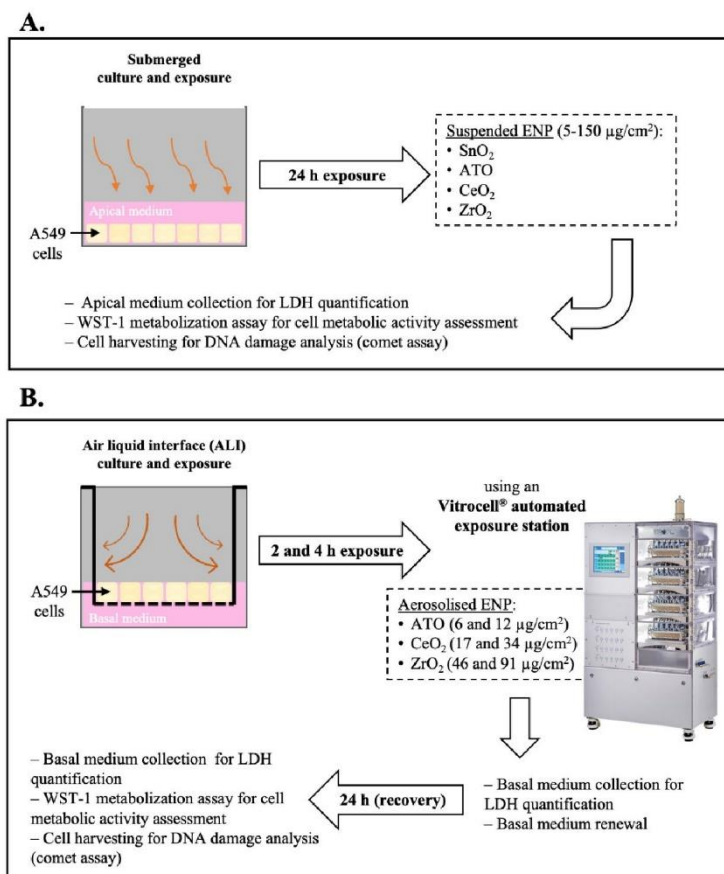 A.
Submerged
culture and exposure
Apical medium
A549
cells
24 h exposure
Suspended ENP (5-150 µg/cm²):
• SnO₂
• ATO
• CeO₂
• ZrO₂
– Apical medium collection for LDH quantification
– WST-1 metabolization assay for cell metabolic activity assessment
– Cell harvesting for DNA damage analysis (comet assay)
B.
Air liquid interface (ALI)
culture and exposure
A549
cells
Basal medium
2 and 4 h exposure
using an
Vitrocell® automated
exposure station
Aerosolised ENP:
• ATO (6 and 12 µg/cm²)
• CeO₂ (17 and 34 µg/cm²)
• ZrO₂ (46 and 91 µg/cm²)
– Basal medium collection for
LDH quantification
– Basal medium renewal
24 h (recovery)
– Basal medium collection for LDH
quantification
– WST-1 metabolization assay for cell
metabolic activity assessment
– Cell harvesting for DNA damage analysis
(comet assay)